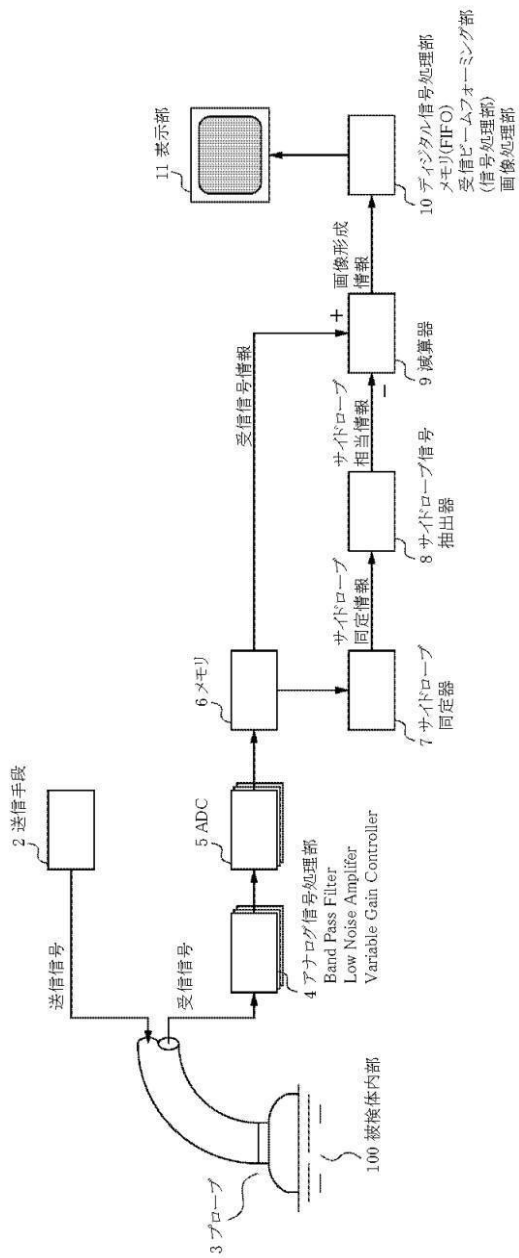 2 送信手段
送信信号
受信信号
3 プローブ
100 被検体内部
4 アナログ信号処理部
Band Pass Filter
Low Noise Amplifer
Variable Gain Controller
5 ADC
6 メモリ
7 サイドローブ
同定器
サイドローブ
同定情報
8 サイドローブ信号
抽出器
サイドローブ
相当情報
受信信号情報
+
−
9 減算器
画像形成
情報
10 ディジタル信号処理部
メモリ(FIFO)
受信ビームフォーミング部
(信号処理部)
画像処理部
11 表示部